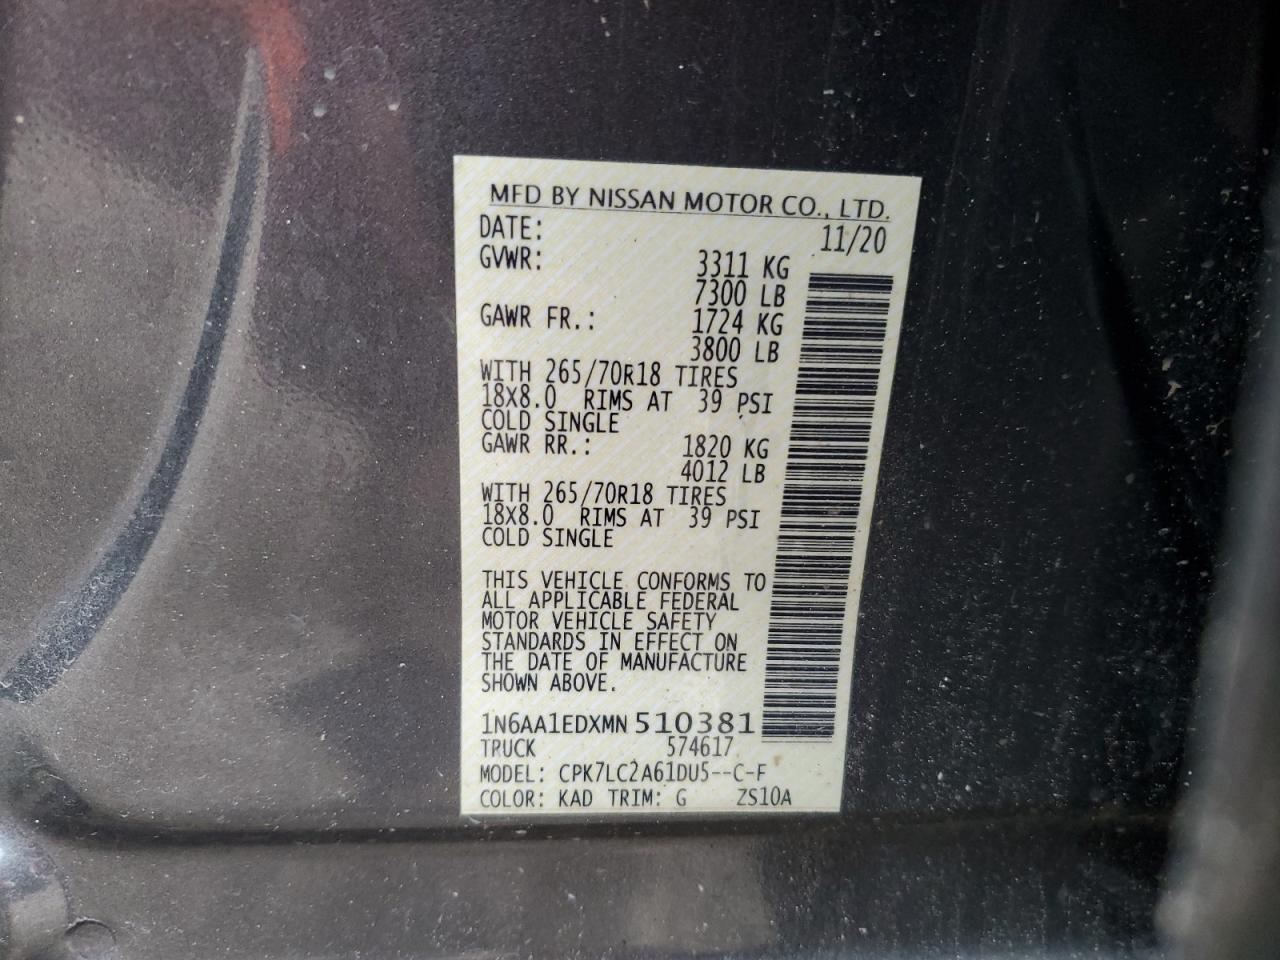 MFD BY NISSAN MOTOR CO., LTD.
DATE: 11/20
GVWR: 3311 KG
7300 LB
GAWR FR.: 1724 KG
3800 LB
WITH 265/70R18 TIRES
18X8.0 RIMS AT 39 PSI
COLD SINGLE
GAWR RR.: 1820 KG
4012 LB
WITH 265/70R18 TIRES
18X8.0 RIMS AT 39 PSI
COLD SINGLE
THIS VEHICLE CONFORMS TO
ALL APPLICABLE FEDERAL
MOTOR VEHICLE SAFETY
STANDARDS IN EFFECT ON
THE DATE OF MANUFACTURE
SHOWN ABOVE.
1N6AA1EDXMN510381
TRUCK 574617
MODEL: CPK7LC2A61DU5--C-F
COLOR: KAD TRIM: G ZS10A